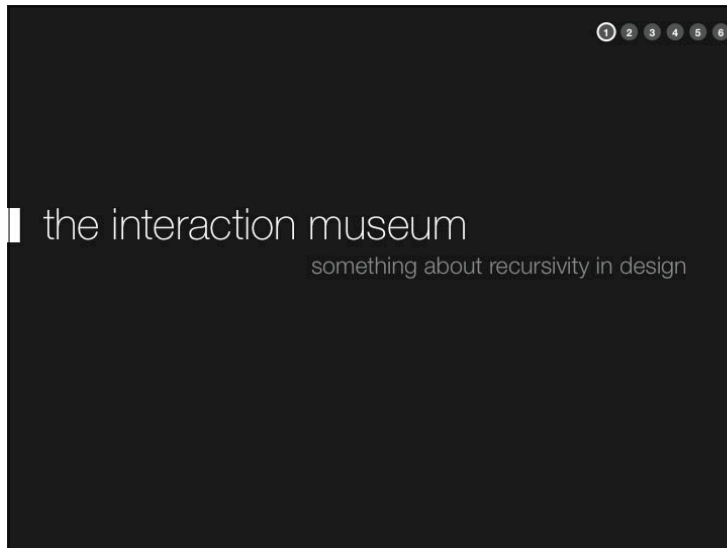 1 2 3 4 5 6
the interaction museum
something about recursivity in design